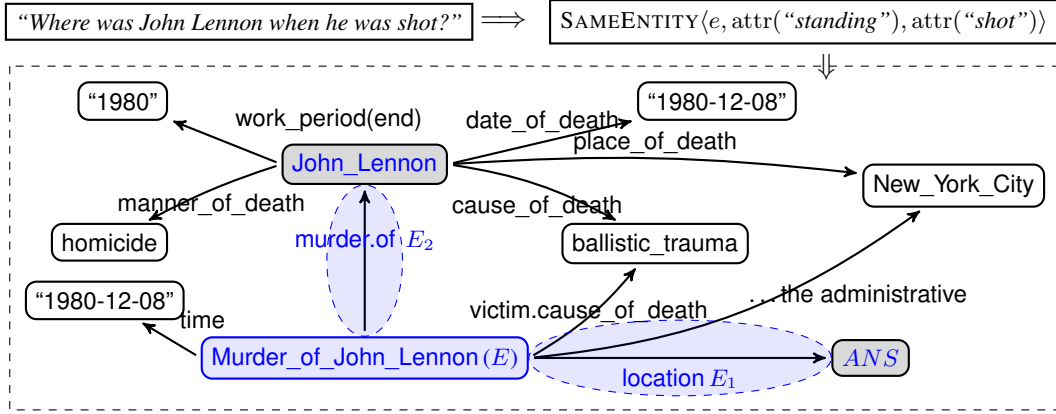 “Where was John Lennon when he was shot?” ⟹ SAMEENTITY⟨e, attr(“standing”), attr(“shot”)⟩
⇓
“1980”
“1980-12-08”
work_period(end)
date_of_death
place_of_death
John_Lennon
New_York_City
manner_of_death
cause_of_death
homicide
murder.of E₂
ballistic_trauma
“1980-12-08”
time
victim.cause_of_death
...the administrative
Murder_of_John_Lennon (E)
ANS
location E₁